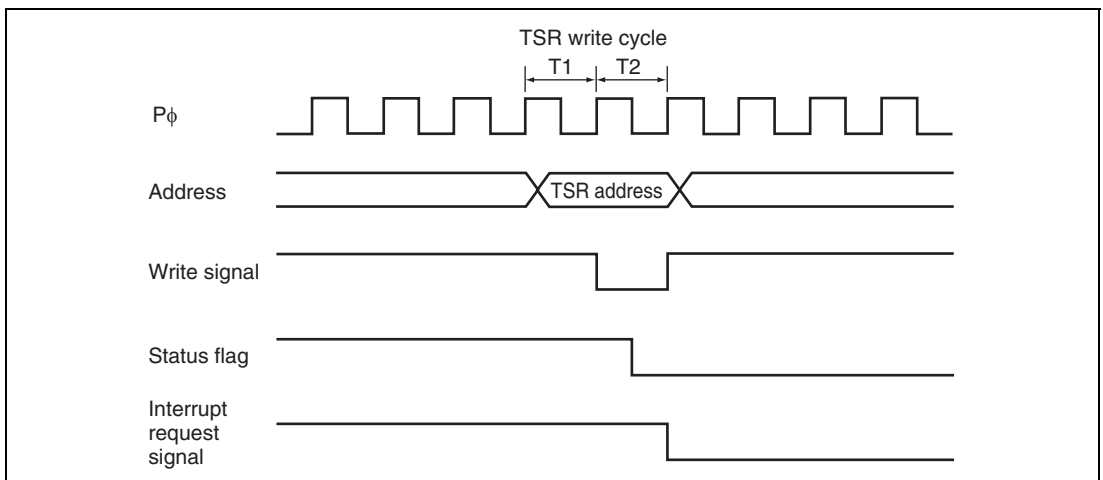 TSR write cycle
T1 T2
Pϕ
Address
TSR address
Write signal
Status flag
Interrupt
request
signal